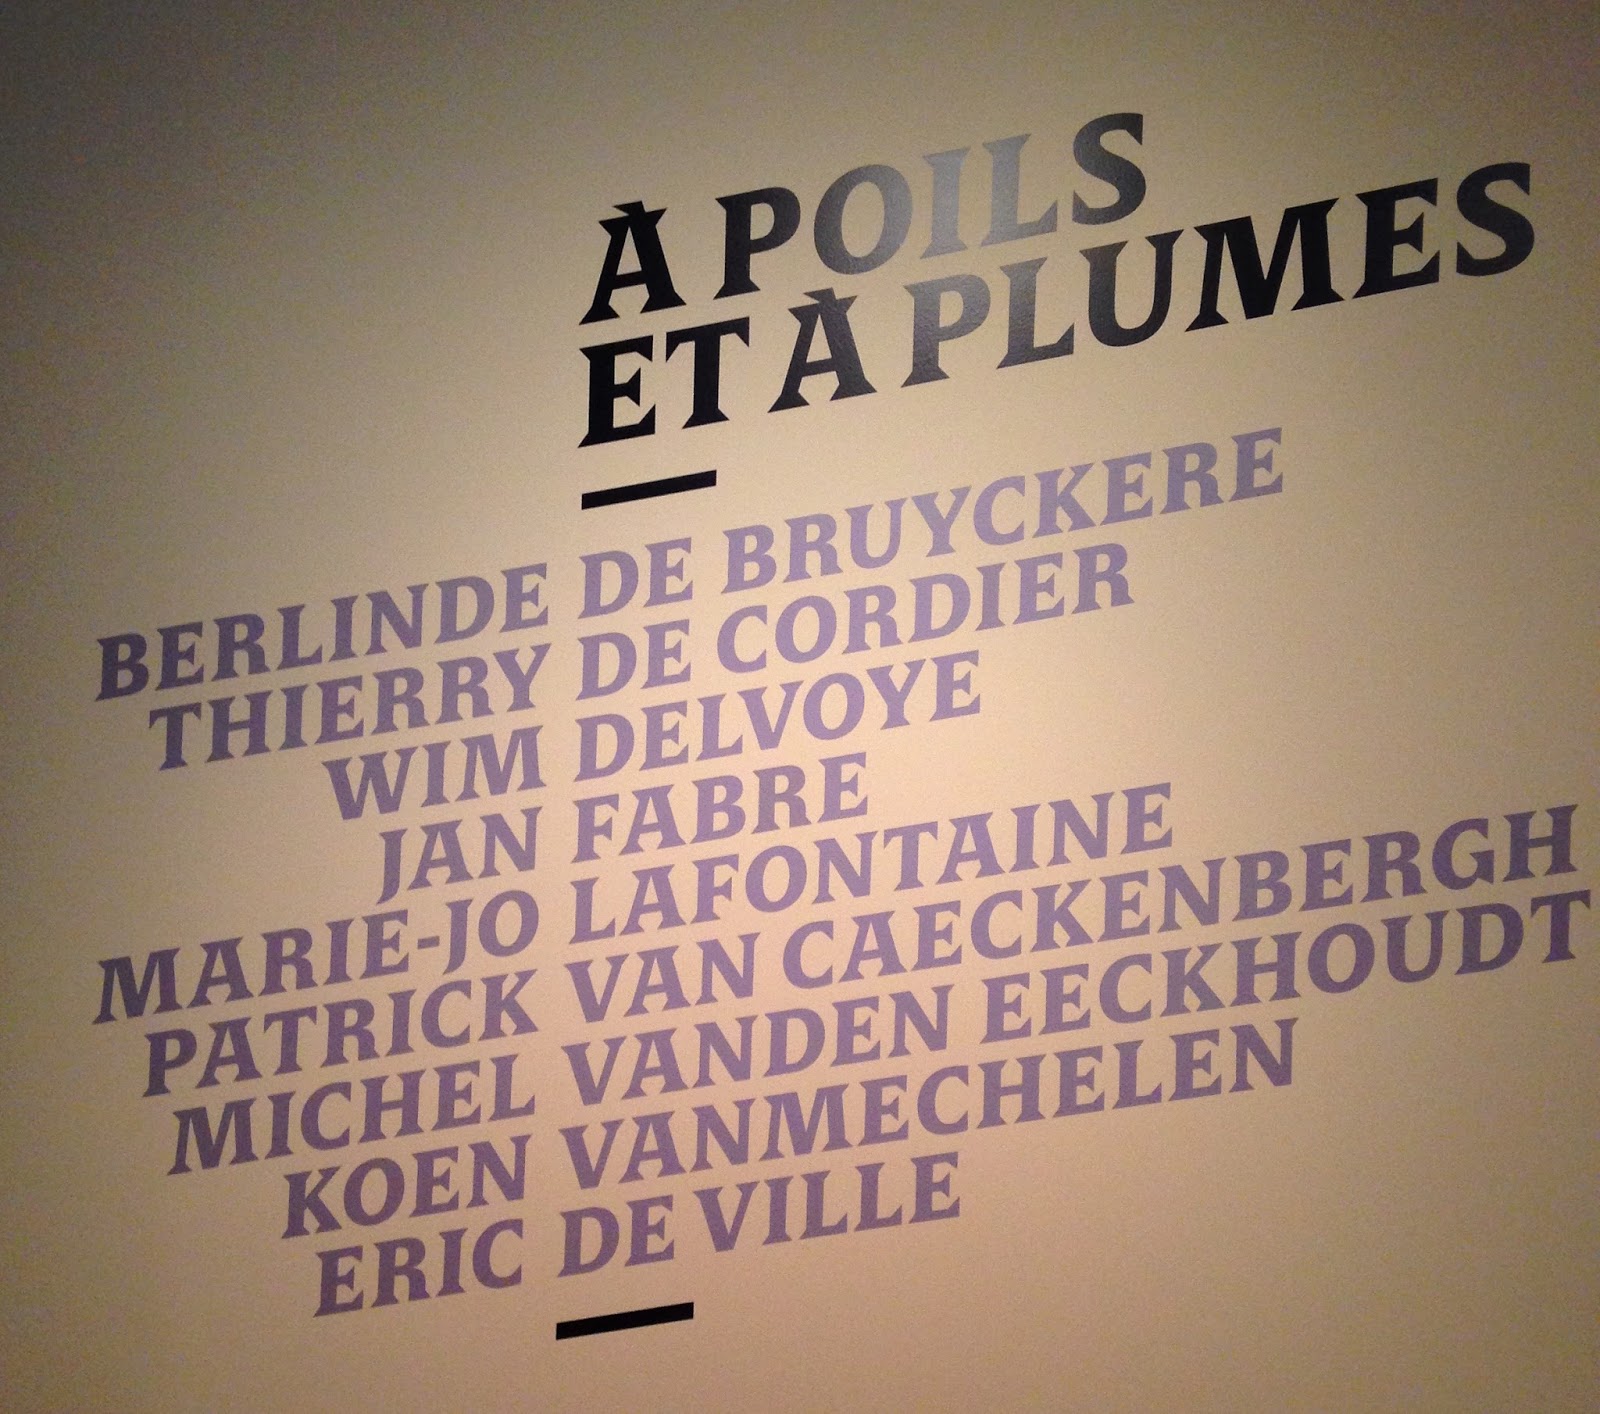 À POILS
ET À PLUMES
BERLINDE DE BRUYCKERE
THIERRY DE CORDIER
WIM DELVOYE
JAN FABRE
MARIE-JO LAFONTAINE
PATRICK VAN CAECKENBERGH
MICHEL VANDEN EECKHOUDT
KOEN VANMECHELEN
ERIC DE VILLE